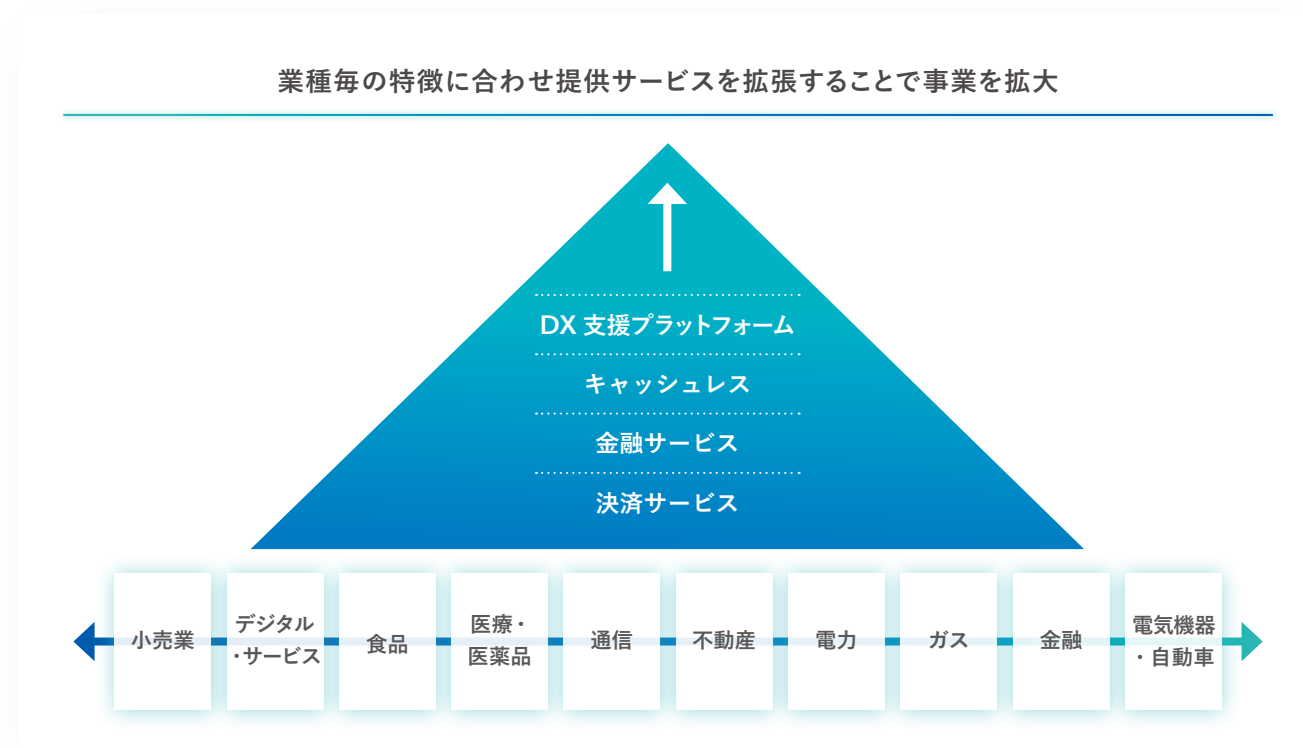 業種毎の特徴に合わせ提供サービスを拡張することで事業を拡大
DX 支援プラットフォーム
キャッシュレス
金融サービス
決済サービス
小売業
デジタル
・サービス
食品
医療・
医薬品
通信
不動産
電力
ガス
金融
電気機器
・自動車